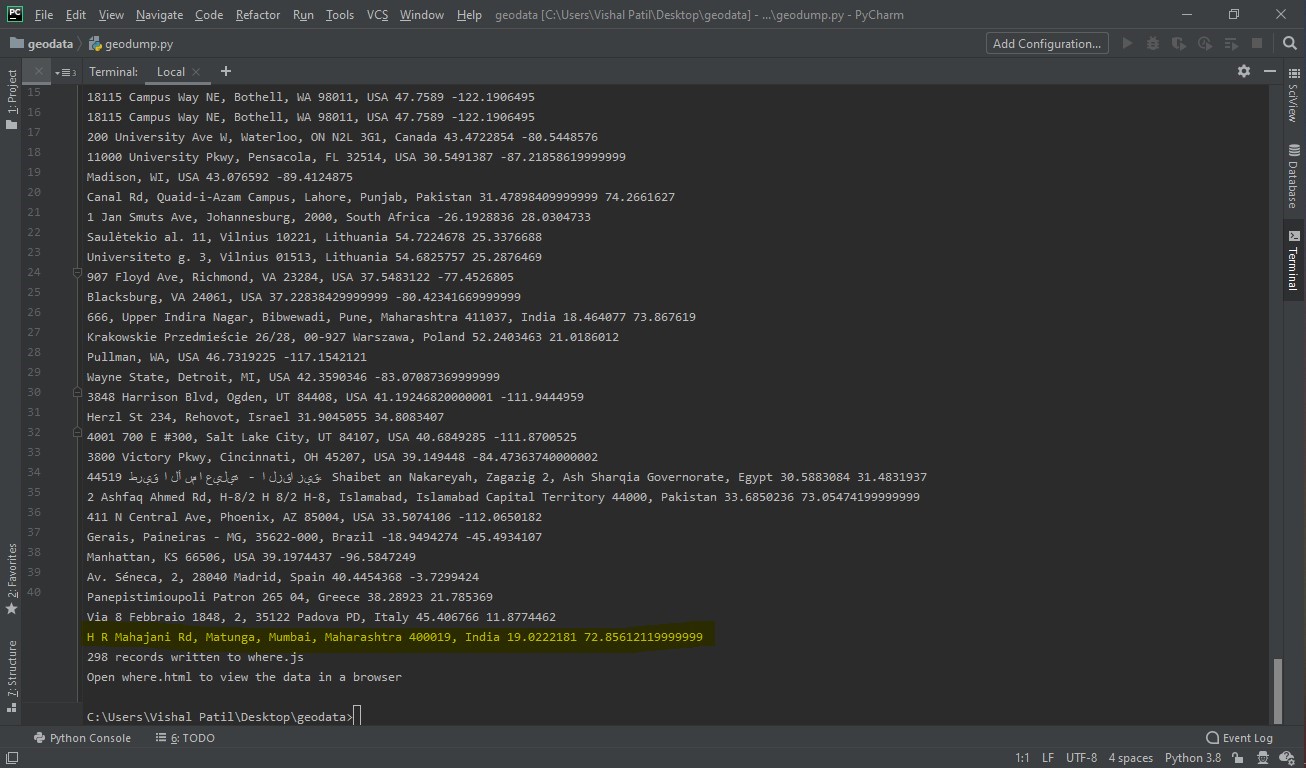 PC File Edit View Navigate Code Refactor Run Tools VCS Window Help geodata [C:\Users\Vishal Patil\Desktop\geodata] - ...\geodump.py - PyCharm
geodata geodump.py Add Configuration...
Terminal: Local
1: Project
SciView
Database
Terminal
2: Favorites
7: Structure
3
15
16
17
18
19
20
21
22
23
24
25
26
27
28
29
30
31
32
33
34
35
36
37
38
39
40
18115 Campus Way NE, Bothell, WA 98011, USA 47.7589 -122.1906495
18115 Campus Way NE, Bothell, WA 98011, USA 47.7589 -122.1906495
200 University Ave W, Waterloo, ON N2L 3G1, Canada 43.4722854 -80.5448576
11000 University Pkwy, Pensacola, FL 32514, USA 30.5491387 -87.21858619999999
Madison, WI, USA 43.076592 -89.4124875
Canal Rd, Quaid-i-Azam Campus, Lahore, Punjab, Pakistan 31.47898409999999 74.2661627
1 Jan Smuts Ave, Johannesburg, 2000, South Africa -26.1928836 28.0304733
Saulėtekio al. 11, Vilnius 10221, Lithuania 54.7224678 25.3376688
Universiteto g. 3, Vilnius 01513, Lithuania 54.6825757 25.2876469
907 Floyd Ave, Richmond, VA 23284, USA 37.5483122 -77.4526805
Blacksburg, VA 24061, USA 37.22838429999999 -80.42341669999999
666, Upper Indira Nagar, Bibwewadi, Pune, Maharashtra 411037, India 18.464077 73.867619
Krakowskie Przedmieście 26/28, 00-927 Warszawa, Poland 52.2403463 21.0186012
Pullman, WA, USA 46.7319225 -117.1542121
Wayne State, Detroit, MI, USA 42.3590346 -83.07087369999999
3848 Harrison Blvd, Ogden, UT 84408, USA 41.19246820000001 -111.9444959
Herzl St 234, Rehovot, Israel 31.9045055 34.8083407
4001 700 E #300, Salt Lake City, UT 84107, USA 40.6849285 -111.8700525
3800 Victory Pkwy, Cincinnati, OH 45207, USA 39.149448 -84.47363740000002
44519 Shaibet an Nakareyah, Zagazig 2, Ash Sharqia Governorate, Egypt 30.5883084 31.4831937
2 Ashfaq Ahmed Rd, H-8/2 H 8/2 H-8, Islamabad, Islamabad Capital Territory 44000, Pakistan 33.6850236 73.05474199999999
411 N Central Ave, Phoenix, AZ 85004, USA 33.5074106 -112.0650182
Gerais, Paineiras - MG, 35622-000, Brazil -18.9494274 -45.4934107
Manhattan, KS 66506, USA 39.1974437 -96.5847249
Av. Séneca, 2, 28040 Madrid, Spain 40.4454368 -3.7299424
Panepistimioupoli Patron 265 04, Greece 38.28923 21.785369
Via 8 Febbraio 1848, 2, 35122 Padova PD, Italy 45.406766 11.8774462
H R Mahajani Rd, Matunga, Mumbai, Maharashtra 400019, India 19.0222181 72.85612119999999
298 records written to where.js
Open where.html to view the data in a browser
C:\Users\Vishal Patil\Desktop\geodata>
Python Console 6: TODO Event Log
1:1 LF UTF-8 4 spaces Python 3.8